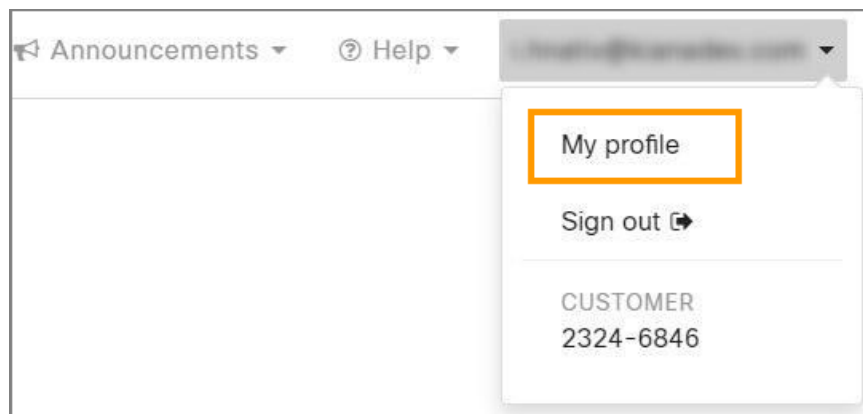 Announcements
Help
My profile
Sign out
CUSTOMER
2324-6846